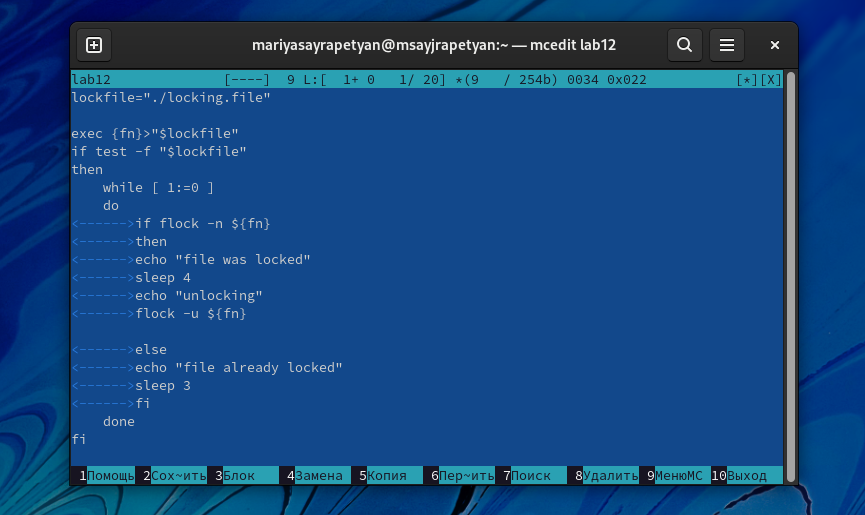 mariyasayrapetyan@msayjrapetyan:~ — mcedit lab12
lab12 [----] 9 L:[ 1+ 0 1/ 20] *(9 / 254b) 0034 0x022 [*][X]
lockfile="./locking.file"
exec {fn}>"$lockfile"
if test -f "$lockfile"
then
    while [ 1:=0 ]
    do
<------>if flock -n ${fn}
<------>then
<------>echo "file was locked"
<------>sleep 4
<------>echo "unlocking"
<------>flock -u ${fn}
<------>else
<------>echo "file already locked"
<------>sleep 3
<------>fi
    done
fi
1Помощь 2Сох~ить 3Блок 4Замена 5Копия 6Пер~ить 7Поиск 8Удалить 9МенюMC 10Выход